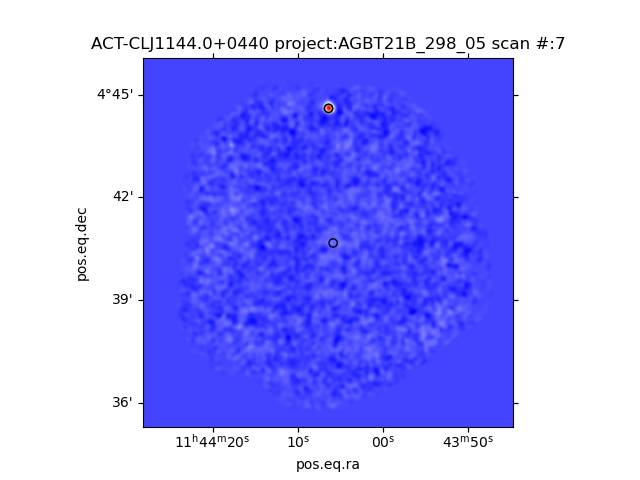 ACT-CLJ1144.0+0440 project:AGBT21B_298_05 scan #:7
4°45'
42'
39'
36'
pos.eq.dec
11ʰ44ᵐ20ˢ 10ˢ 00ˢ 43ᵐ50ˢ
pos.eq.ra